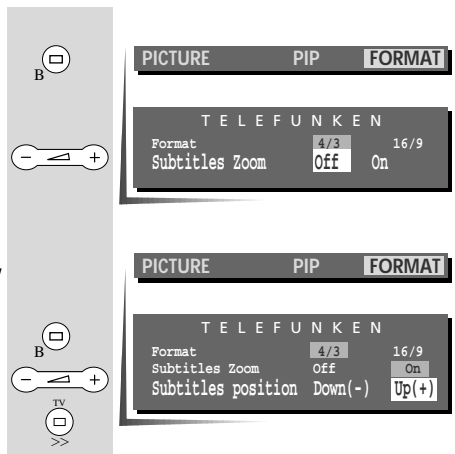 B
PICTURE PIP FORMAT
T E L E F U N K E N
Format 4/3 16/9
Subtitles Zoom Off On
- +
PICTURE PIP FORMAT
B
T E L E F U N K E N
Format 4/3 16/9
Subtitles Zoom Off On
Subtitles position Down(-) Up(+)
- +
TV
>>